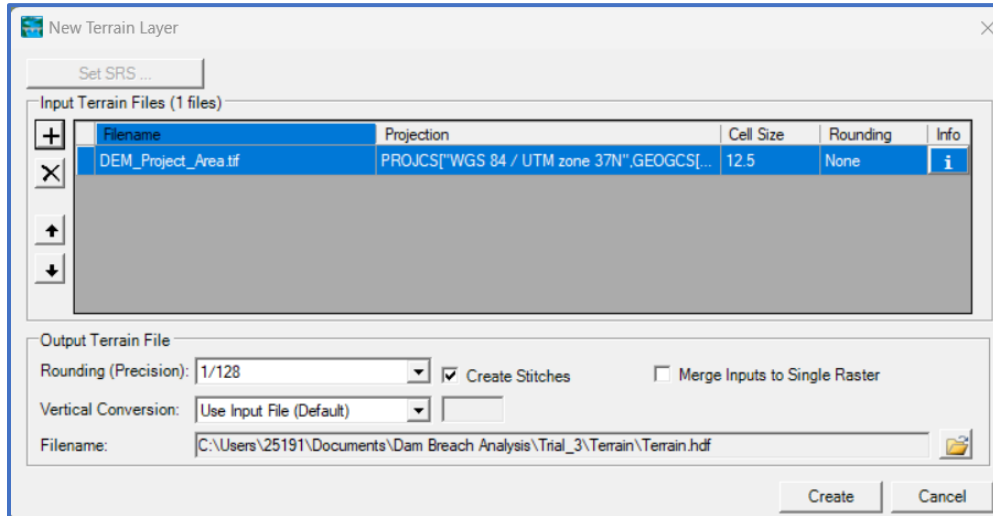 New Terrain Layer
Set SRS ...
Input Terrain Files (1 files)
Filename Projection Cell Size Rounding Info
DEM_Project_Area.tif PROJCS["WGS 84 / UTM zone 37N",GEOGCS[... 12.5 None i
Output Terrain File
Rounding (Precision): 1/128 Create Stitches Merge Inputs to Single Raster
Vertical Conversion: Use Input File (Default)
Filename: C:\Users\25191\Documents\Dam Breach Analysis\Trial_3\Terrain\Terrain.hdf
Create Cancel